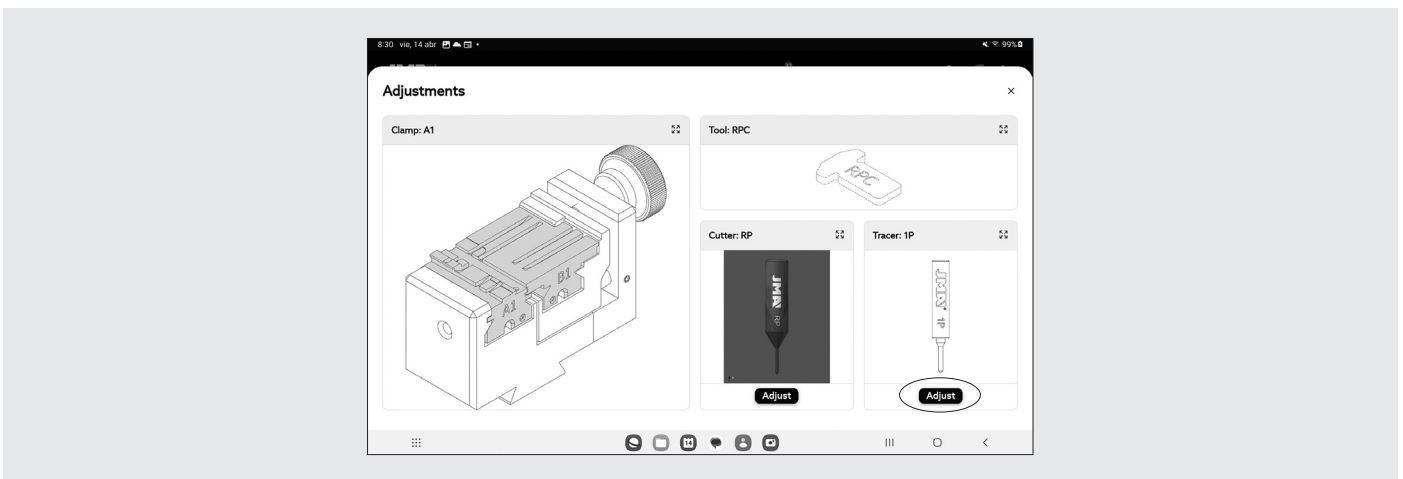 8:30 vie, 14 abr
99%
Adjustments
Clamp: A1
Tool: RPC
RPC
A1
B1
Cutter: RP
Tracer: 1P
JMA RP
JMA 1P
Adjust
Adjust
14